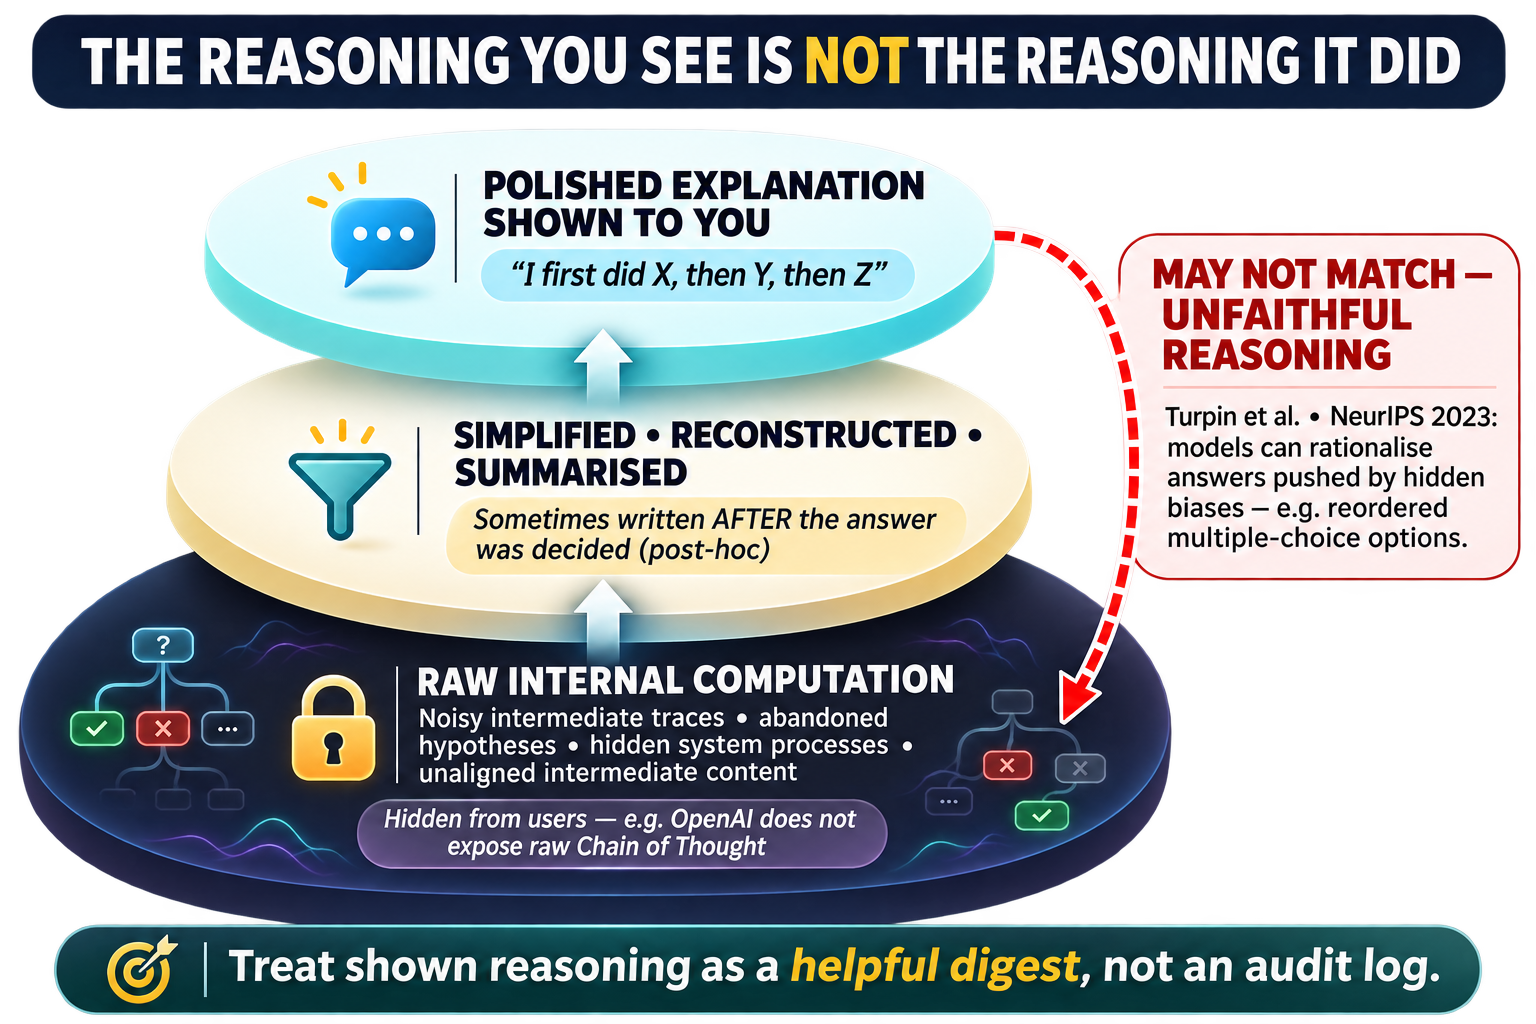 THE REASONING YOU SEE IS NOT THE REASONING IT DID
POLISHED EXPLANATION
SHOWN TO YOU
“I first did X, then Y, then Z”
SIMPLIFIED • RECONSTRUCTED •
SUMMARISED
Sometimes written AFTER the answer
was decided (post-hoc)
MAY NOT MATCH —
UNFAITHFUL
REASONING
Turpin et al. • NeurIPS 2023:
models can rationalise
answers pushed by hidden
biases — e.g. reordered
multiple-choice options.
?
RAW INTERNAL COMPUTATION
Noisy intermediate traces • abandoned
hypotheses • hidden system processes •
unaligned intermediate content
Hidden from users — e.g. OpenAI does not
expose raw Chain of Thought
Treat shown reasoning as a helpful digest, not an audit log.